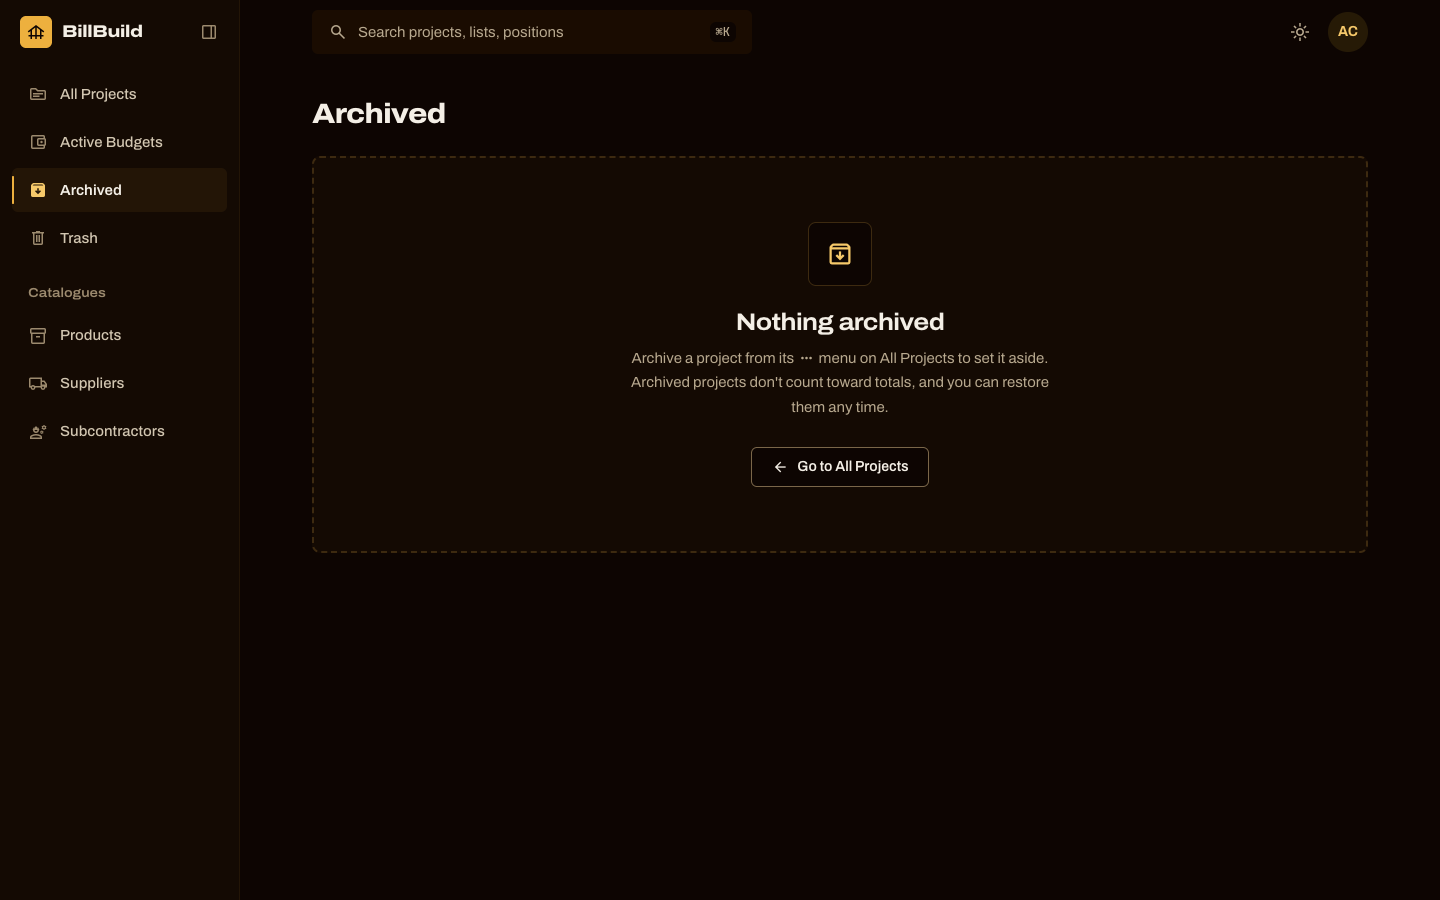 BillBuild
Search projects, lists, positions
⌘K
AC
All Projects
Active Budgets
Archived
Trash
Catalogues
Products
Suppliers
Subcontractors
Archived
Nothing archived
Archive a project from its ··· menu on All Projects to set it aside.
Archived projects don't count toward totals, and you can restore
them any time.
Go to All Projects